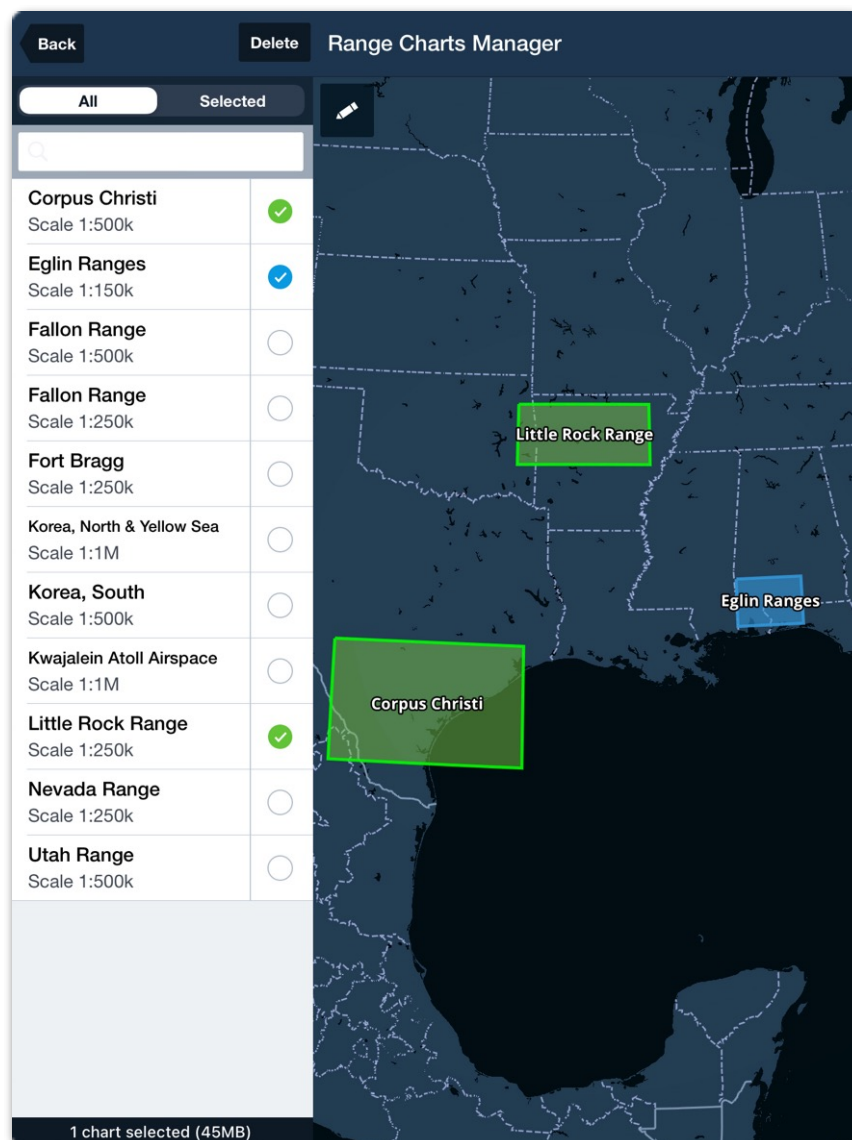 Back
Delete
Range Charts Manager
All
Selected
Corpus Christi
Scale 1:500k
Eglin Ranges
Scale 1:150k
Fallon Range
Scale 1:500k
Fallon Range
Scale 1:250k
Fort Bragg
Scale 1:250k
Korea, North & Yellow Sea
Scale 1:1M
Korea, South
Scale 1:500k
Kwajalein Atoll Airspace
Scale 1:1M
Little Rock Range
Scale 1:250k
Nevada Range
Scale 1:250k
Utah Range
Scale 1:500k
1 chart selected (45MB)
Little Rock Range
Eglin Ranges
Corpus Christi